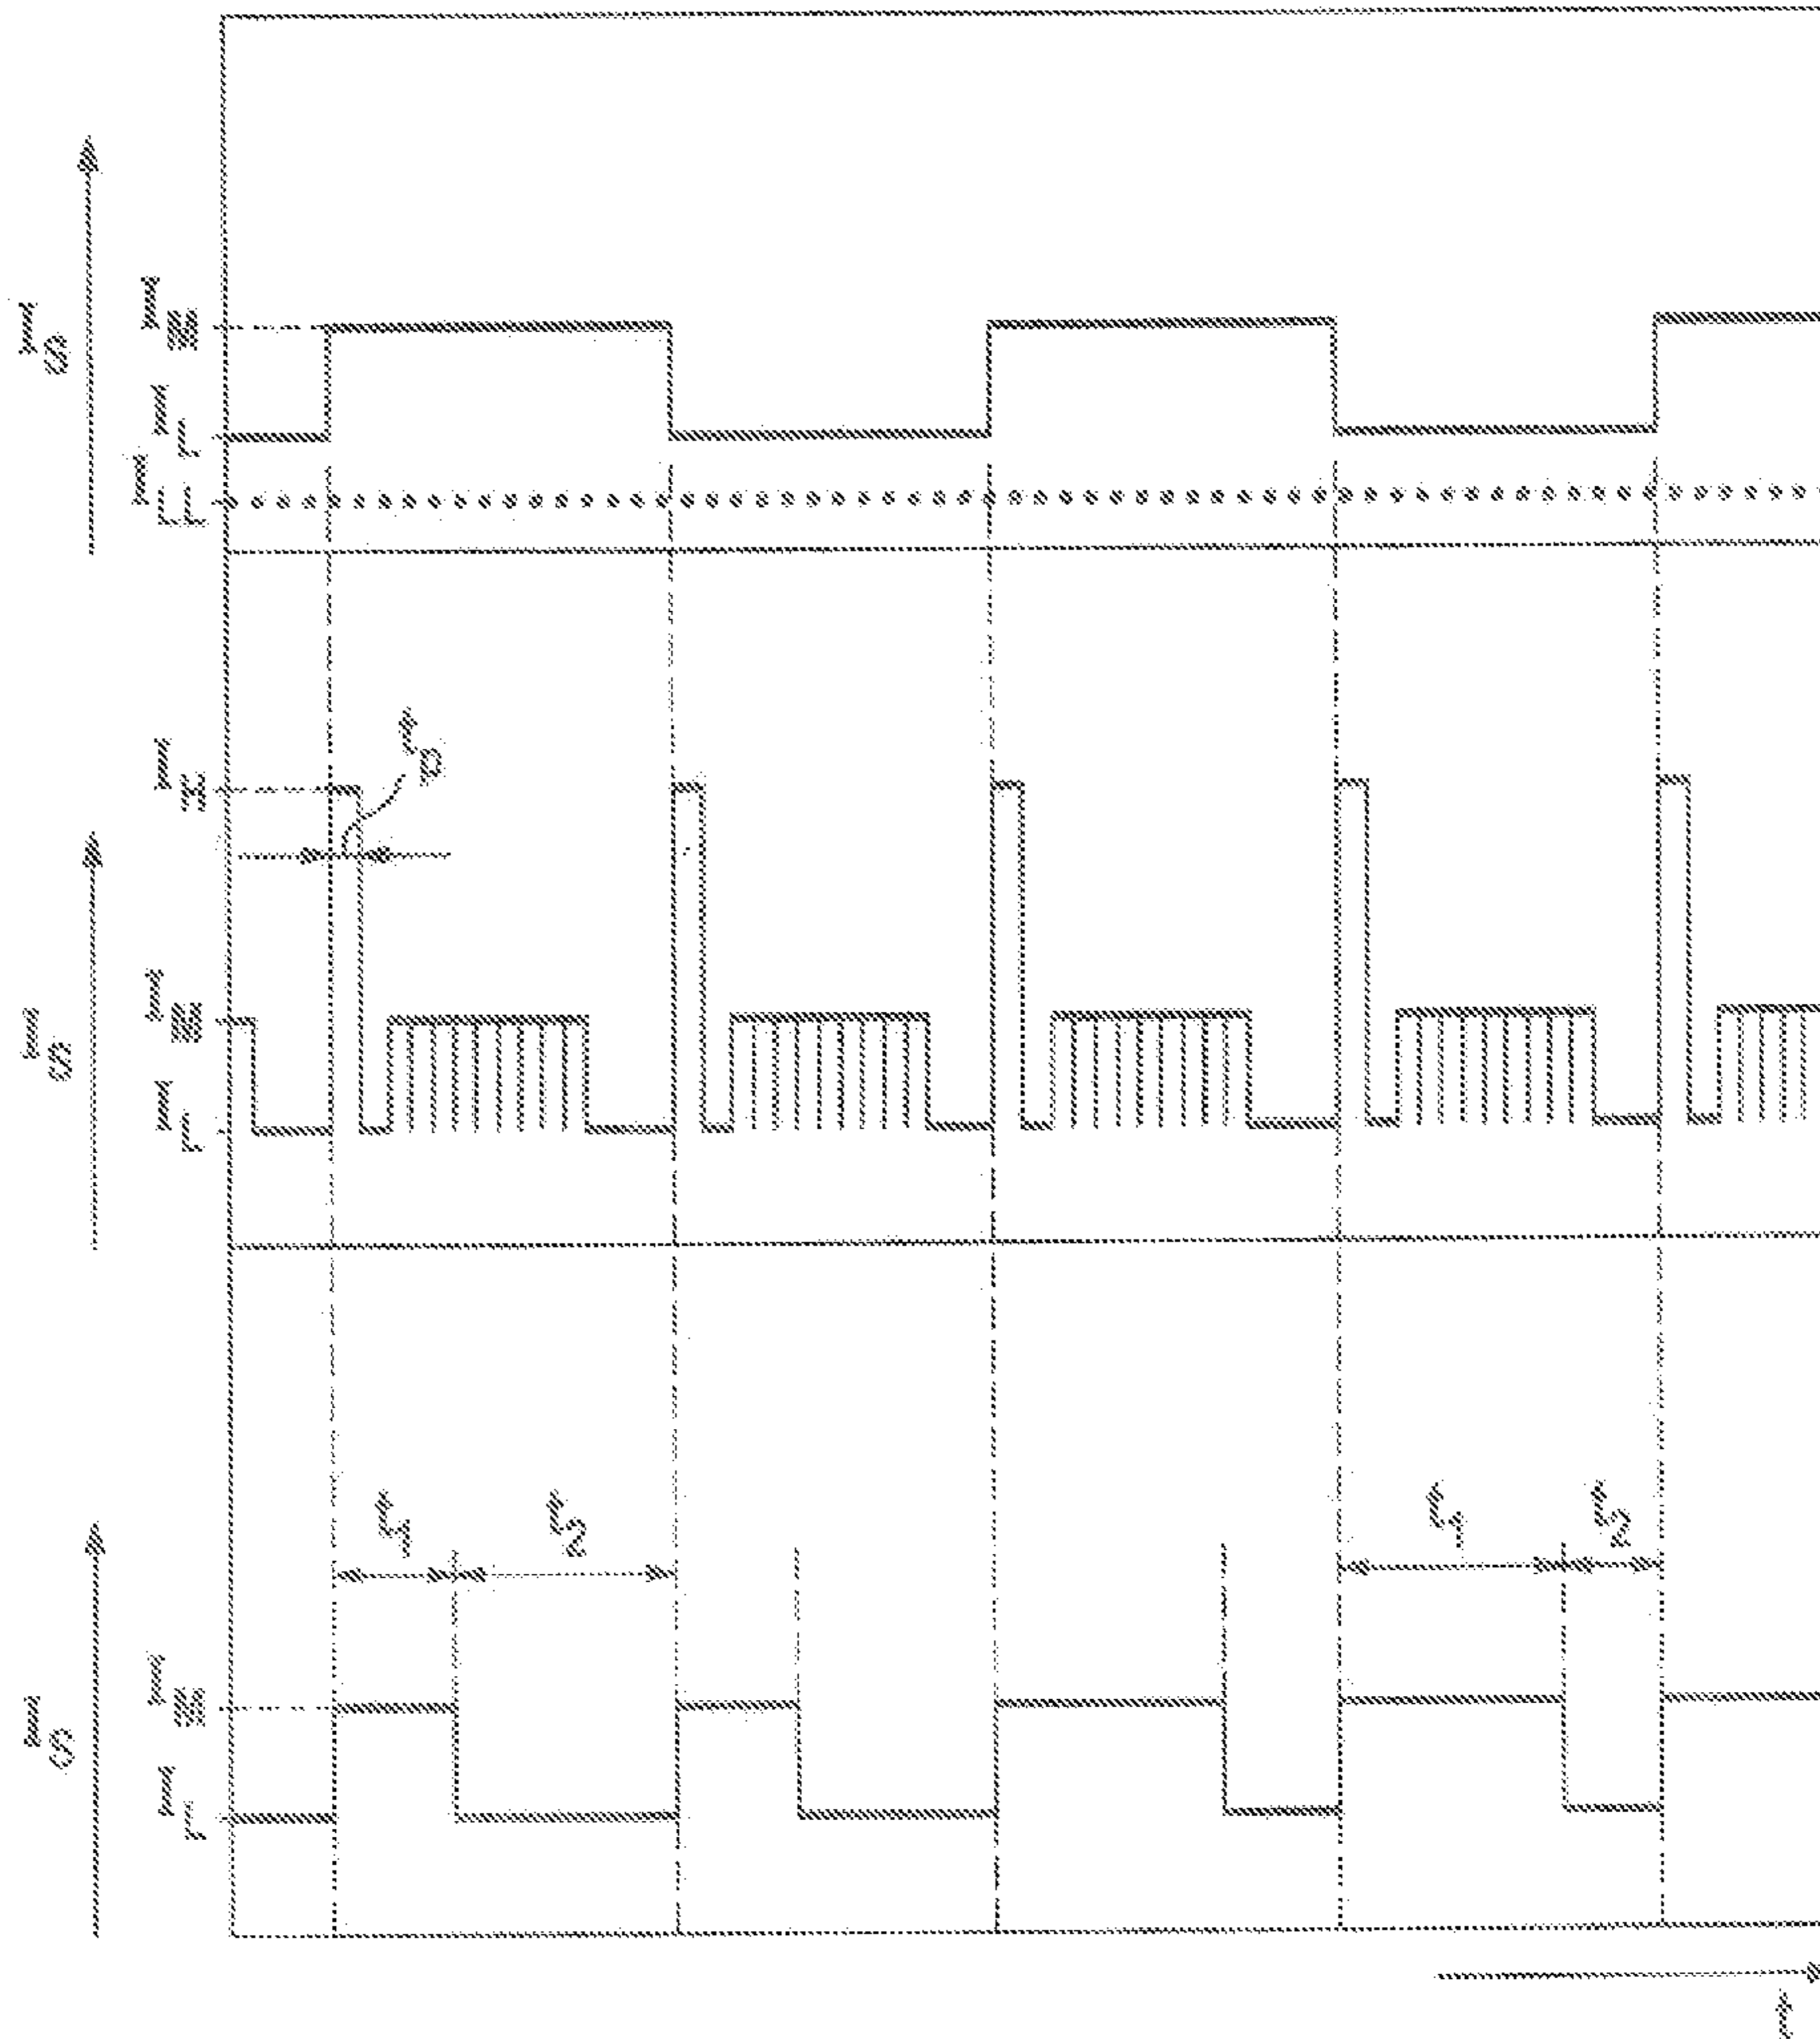 I_S
I_M
I_L
I_LL
t_p
I_H
I_S
I_M
I_L
t_1 t_2 t_1 t_2
I_S
I_M
I_L
t